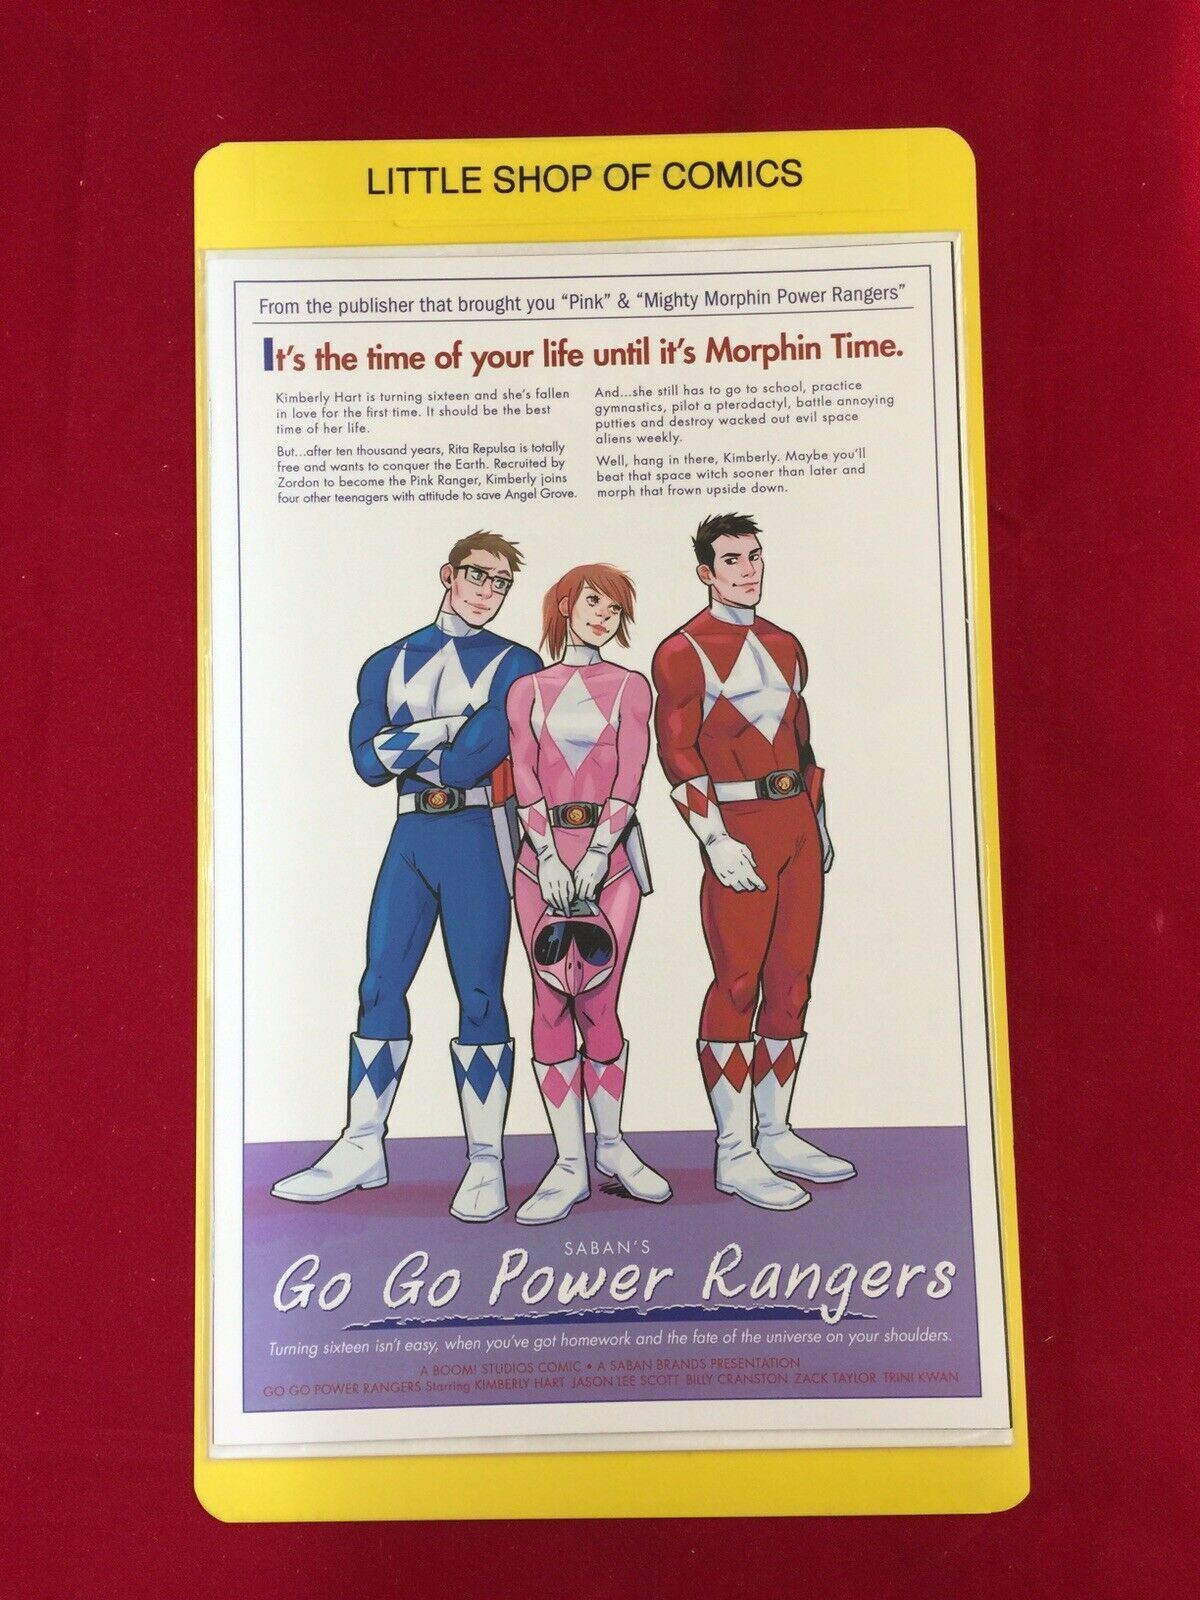 LITTLE SHOP OF COMICS
From the publisher that brought you “Pink” & “Mighty Morphin Power Rangers”
It's the time of your life until it's Morphin Time.
Kimberly Hart is turning sixteen and she's fallen
in love for the first time. It should be the best
time of her life.
But...after ten thousand years, Rita Repulsa is totally
free and wants to conquer the Earth. Recruited by
Zordon to become the Pink Ranger, Kimberly joins
four other teenagers with attitude to save Angel Grove.
And...she still has to go to school, practice
gymnastics, pilot a pterodactyl, battle annoying
putties and destroy wacked out evil space
aliens weekly.
Well, hang in there, Kimberly. Maybe you'll
beat that space witch sooner than later and
morph that frown upside down.
SABAN'S
Go Go Power Rangers
Turning sixteen isn't easy, when you've got homework and the fate of the universe on your shoulders.
A BOOM! STUDIOS COMIC • A SABAN BRANDS PRESENTATION
GO GO POWER RANGERS Starring KIMBERLY HART JASON LEE SCOTT BILLY CRANSTON ZACK TAYLOR TRINI KWAN